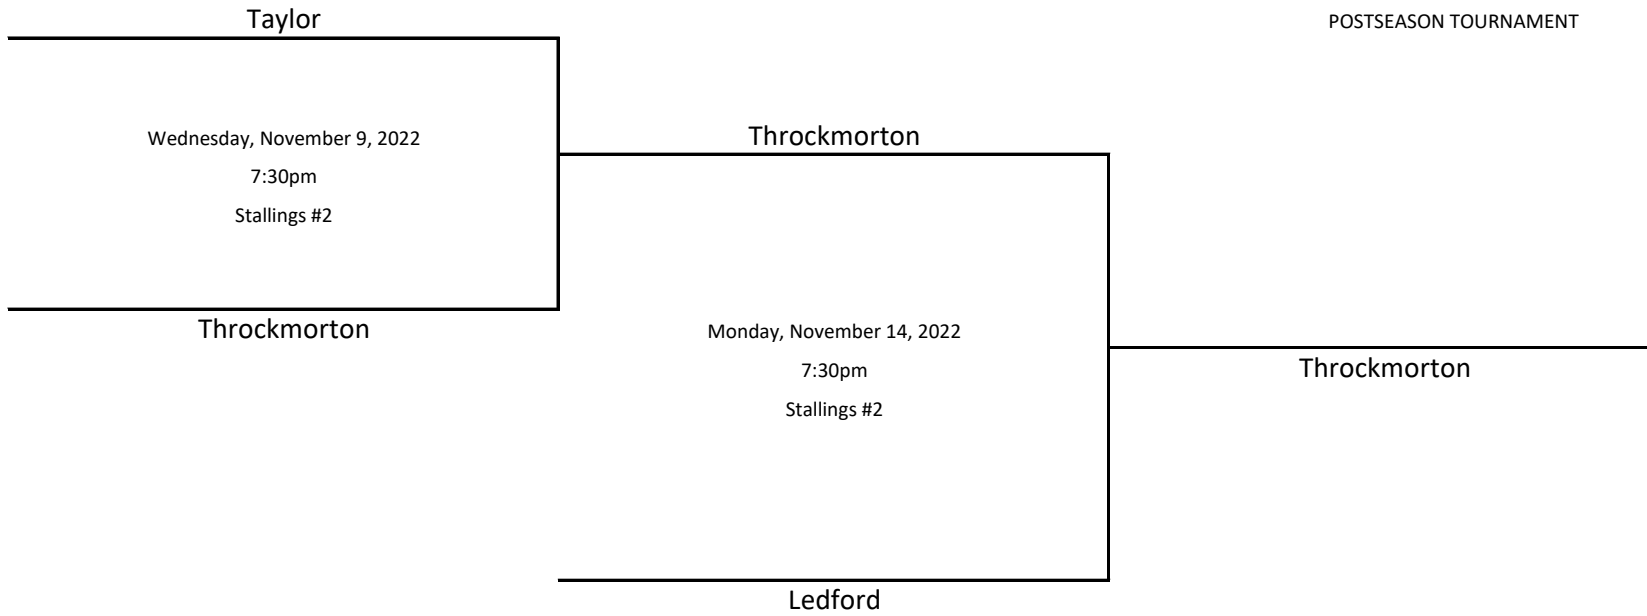 Taylor
POSTSEASON TOURNAMENT
Wednesday, November 9, 2022
7:30pm
Stallings #2
Throckmorton
Throckmorton
Monday, November 14, 2022
7:30pm
Stallings #2
Throckmorton
Ledford